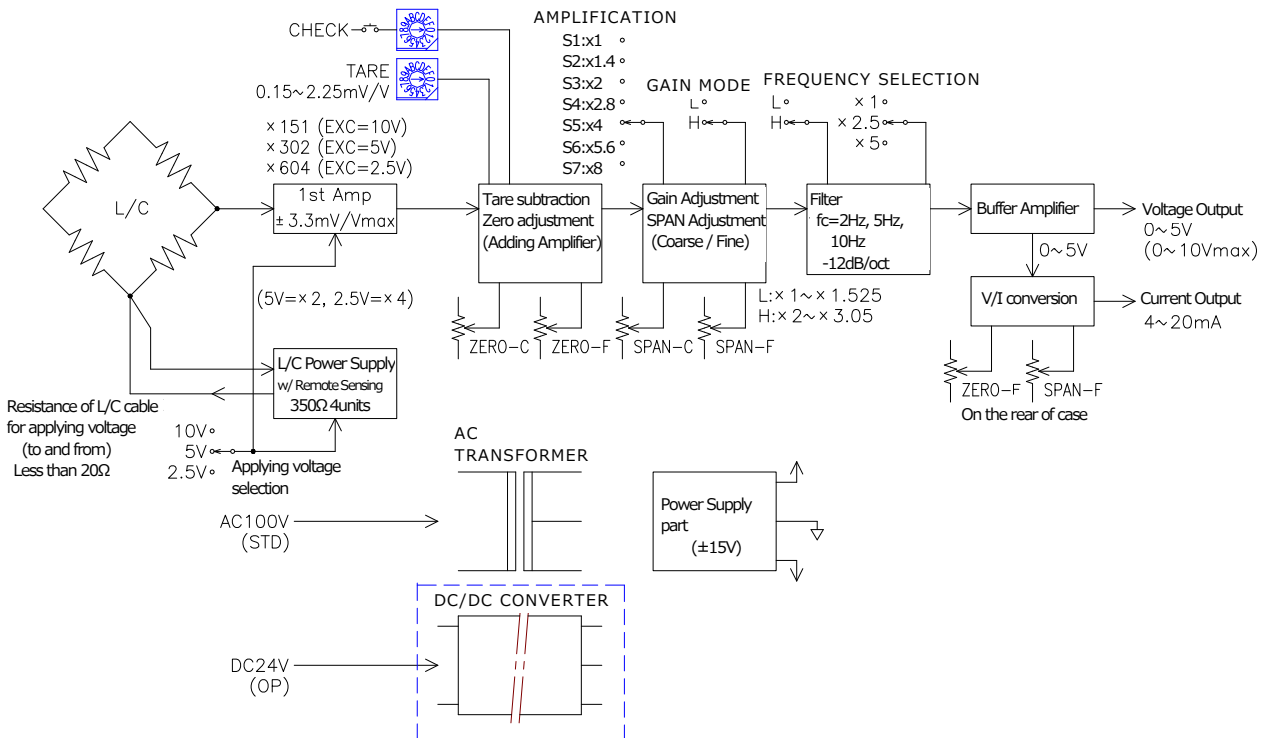 AMPLIFICATION
CHECK
S1:x1
S2:x1.4
S3:x2
S4:x2.8
S5:x4
S6:x5.6
S7:x8
TARE
0.15~2.25mV/V
GAIN MODE
L
H
FREQUENCY SELECTION
L
H
×1
×2.5
×5
×151 (EXC=10V)
×302 (EXC=5V)
×604 (EXC=2.5V)
L/C
1st Amp
±3.3mV/Vmax
Tare subtraction
Zero adjustment
(Adding Amplifier)
Gain Adjustment
SPAN Adjustment
(Coarse / Fine)
Filter
fc=2Hz, 5Hz,
10Hz
-12dB/oct
Buffer Amplifier
Voltage Output
0~5V
(0~10Vmax)
0~5V
V/I conversion
Current Output
4~20mA
(5V=×2, 2.5V=×4)
L:×1~×1.525
H:×2~×3.05
ZERO-C
ZERO-F
SPAN-C
SPAN-F
ZERO-F
SPAN-F
On the rear of case
L/C Power Supply
w/ Remote Sensing
350Ω 4units
Resistance of L/C cable
for applying voltage
(to and from)
Less than 20Ω
10V
5V
2.5V
Applying voltage
selection
AC
TRANSFORMER
AC100V
(STD)
Power Supply
part
(±15V)
DC/DC CONVERTER
DC24V
(OP)